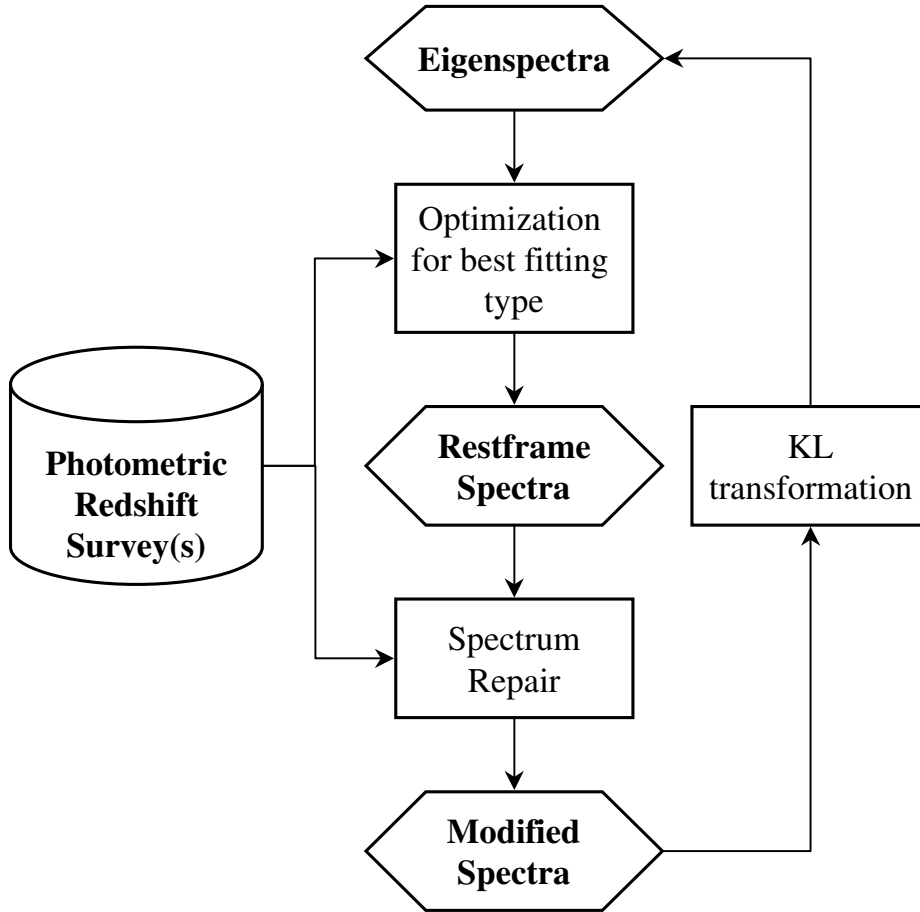 Eigenspectra
Optimization
for best fitting
type
Photometric
Redshift
Survey(s)
Restframe
Spectra
KL
transformation
Spectrum
Repair
Modified
Spectra